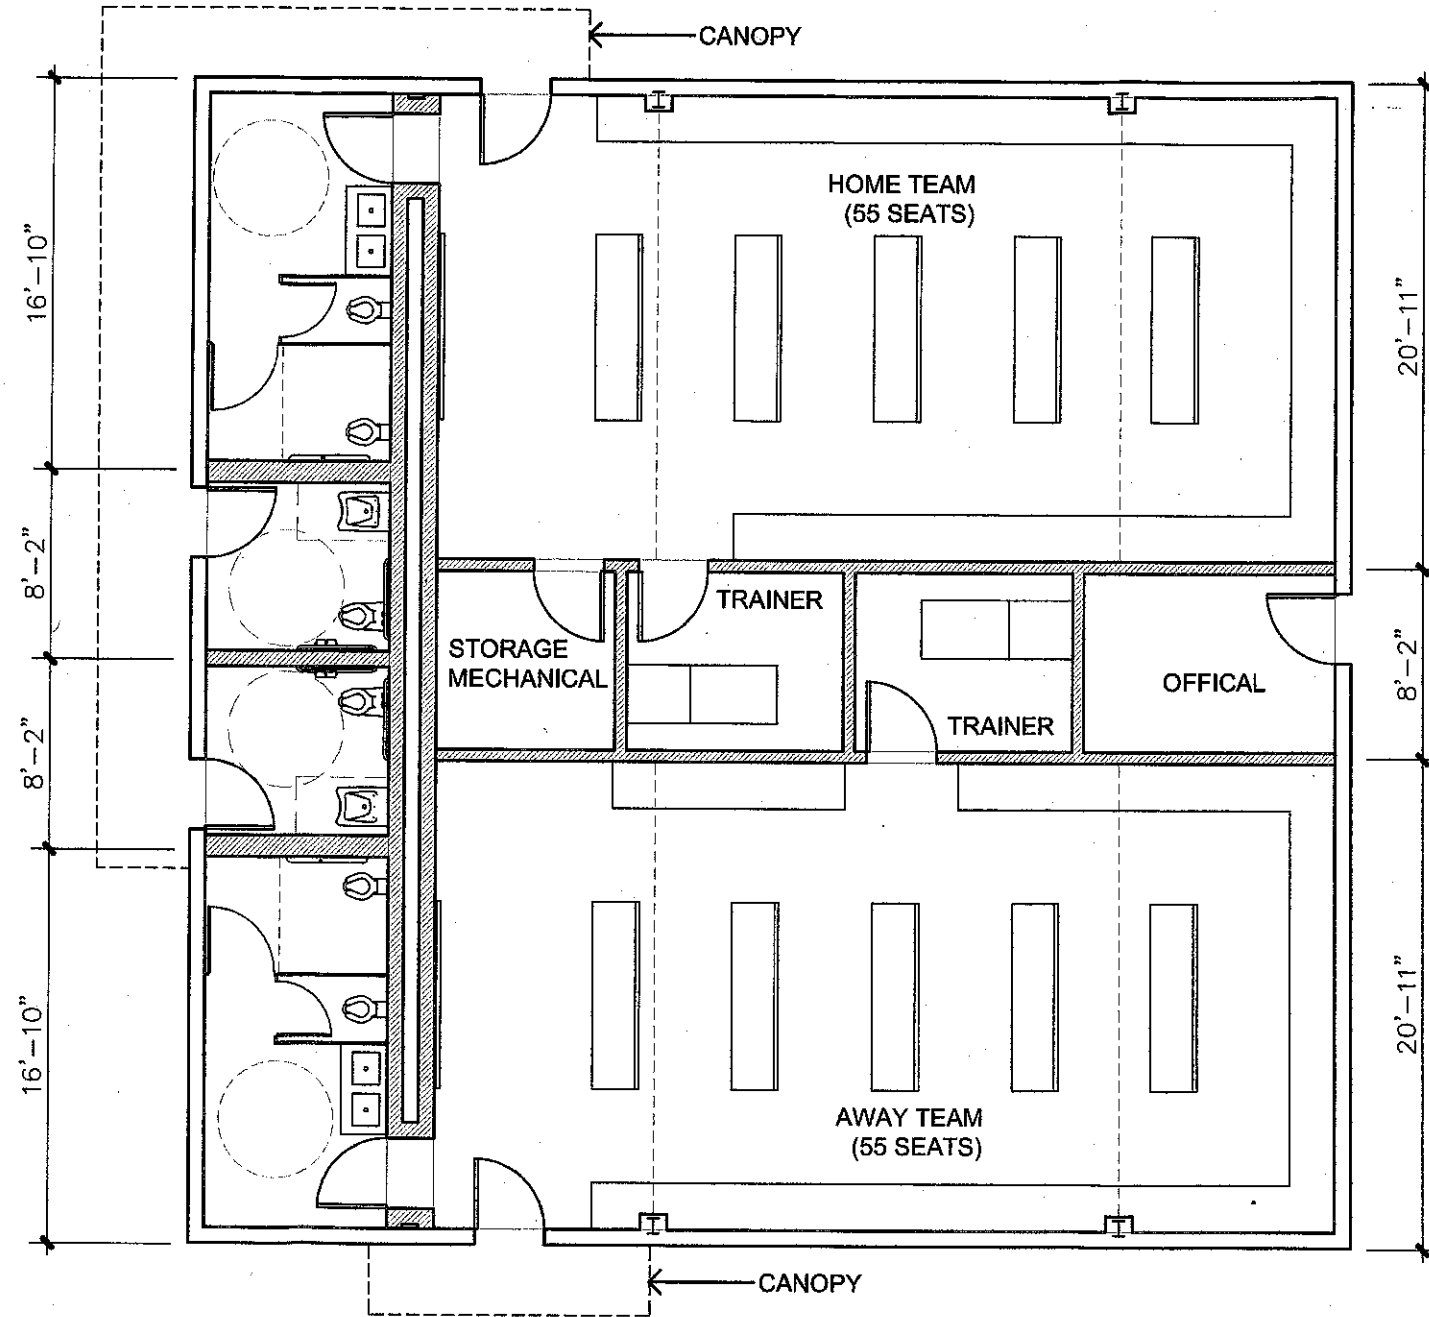 CANOPY
HOME TEAM
(55 SEATS)
16'-10"
20'-11"
8'-2"
TRAINER
STORAGE
MECHANICAL
OFFICAL
8'-2"
TRAINER
8'-2"
16'-10"
20'-11"
AWAY TEAM
(55 SEATS)
CANOPY